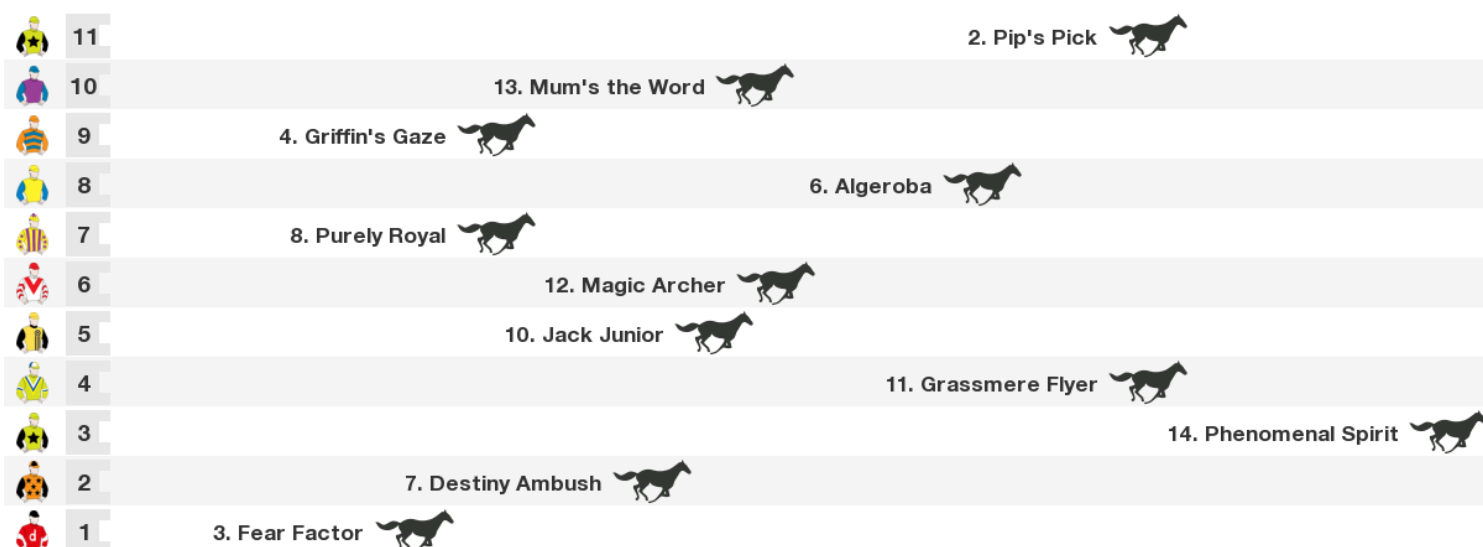 11 2. Pip's Pick
10 13. Mum's the Word
9 4. Griffin's Gaze
8 6. Algeroba
7 8. Purely Royal
6 12. Magic Archer
5 10. Jack Junior
4 11. Grassmere Flyer
3 14. Phenomenal Spirit
2 7. Destiny Ambush
d 1 3. Fear Factor